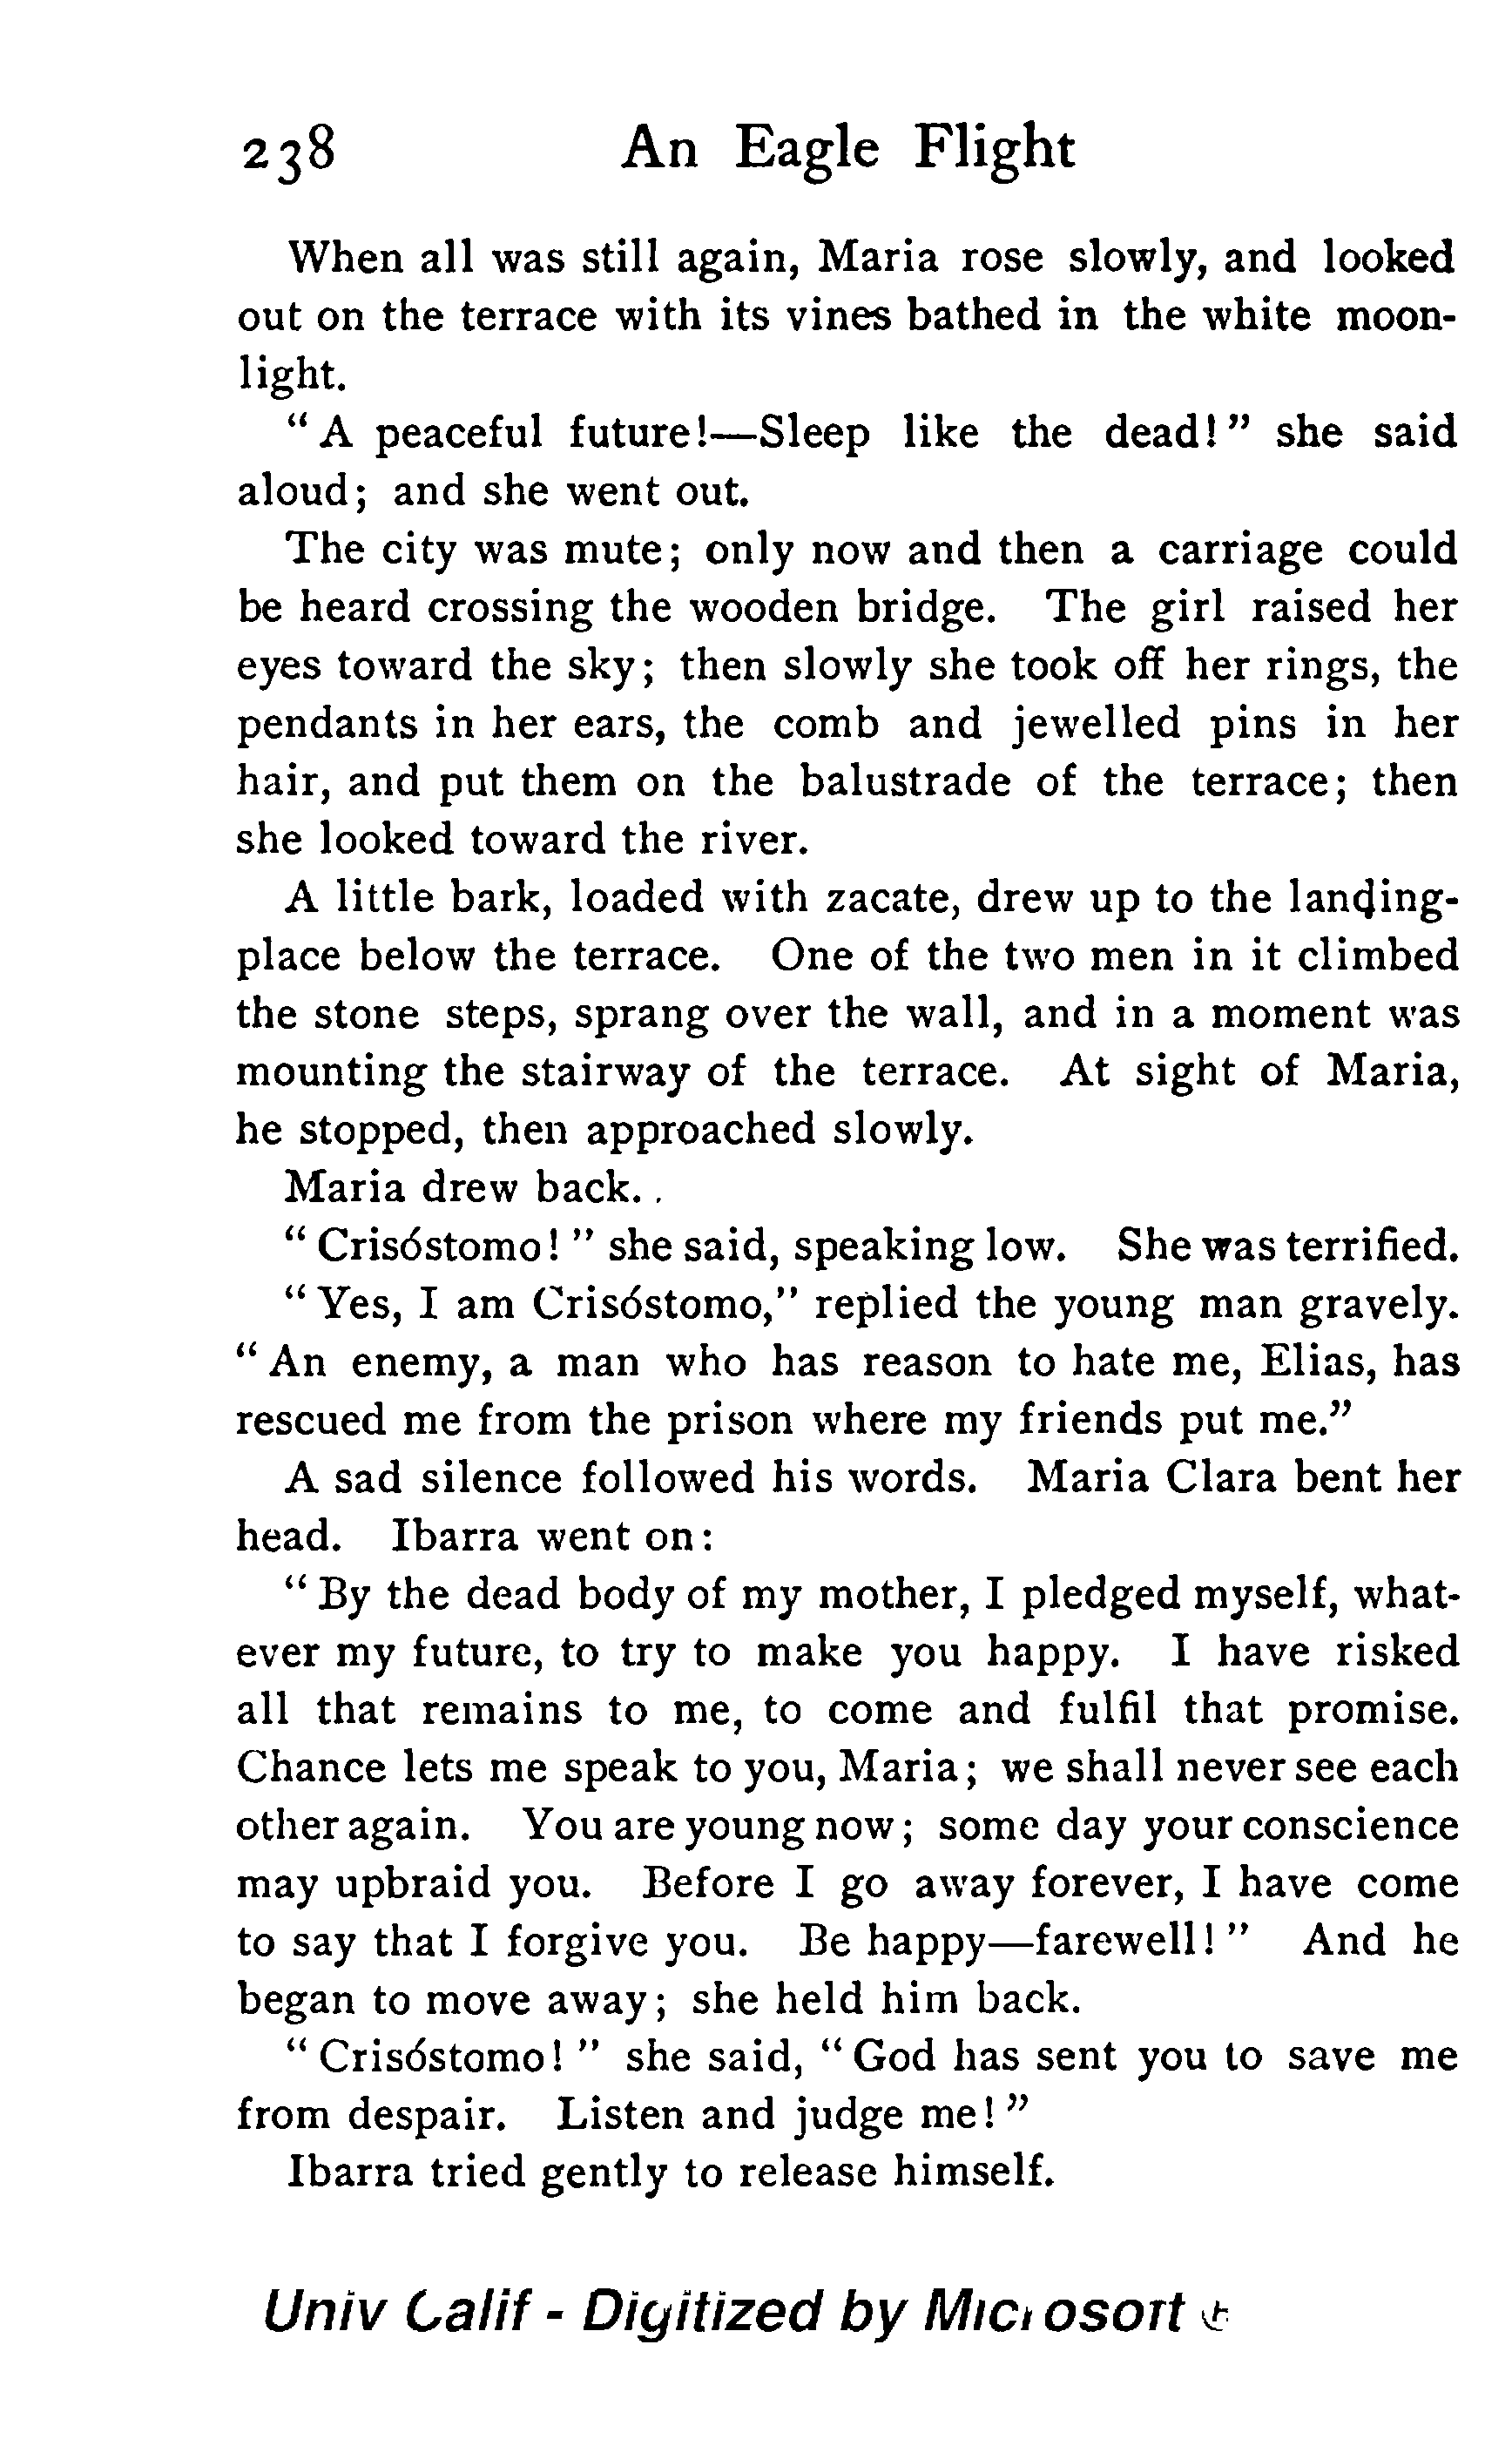 238 An Eagle Flight
When all was still again, Maria rose slowly, and looked
out on the terrace with its vines bathed in the white moon-
light.
“ A peaceful future!—Sleep like the dead! ” she said
aloud; and she went out.
The city was mute; only now and then a carriage could
be heard crossing the wooden bridge. The girl raised her
eyes toward the sky; then slowly she took off her rings, the
pendants in her ears, the comb and jewelled pins in her
hair, and put them on the balustrade of the terrace; then
she looked toward the river.
A little bark, loaded with zacate, drew up to the landing-
place below the terrace. One of the two men in it climbed
the stone steps, sprang over the wall, and in a moment was
mounting the stairway of the terrace. At sight of Maria,
he stopped, then approached slowly.
Maria drew back. .
“ Crisóstomo! ” she said, speaking low. She was terrified.
“ Yes, I am Crisóstomo,” replied the young man gravely.
“ An enemy, a man who has reason to hate me, Elias, has
rescued me from the prison where my friends put me.”
A sad silence followed his words. Maria Clara bent her
head. Ibarra went on:
“ By the dead body of my mother, I pledged myself, what-
ever my future, to try to make you happy. I have risked
all that remains to me, to come and fulfil that promise.
Chance lets me speak to you, Maria; we shall never see each
other again. You are young now; some day your conscience
may upbraid you. Before I go away forever, I have come
to say that I forgive you. Be happy—farewell! ” And he
began to move away; she held him back.
“ Crisóstomo! ” she said, “ God has sent you to save me
from despair. Listen and judge me! ”
Ibarra tried gently to release himself.
Univ Calif - Digitized by Microsoft ®